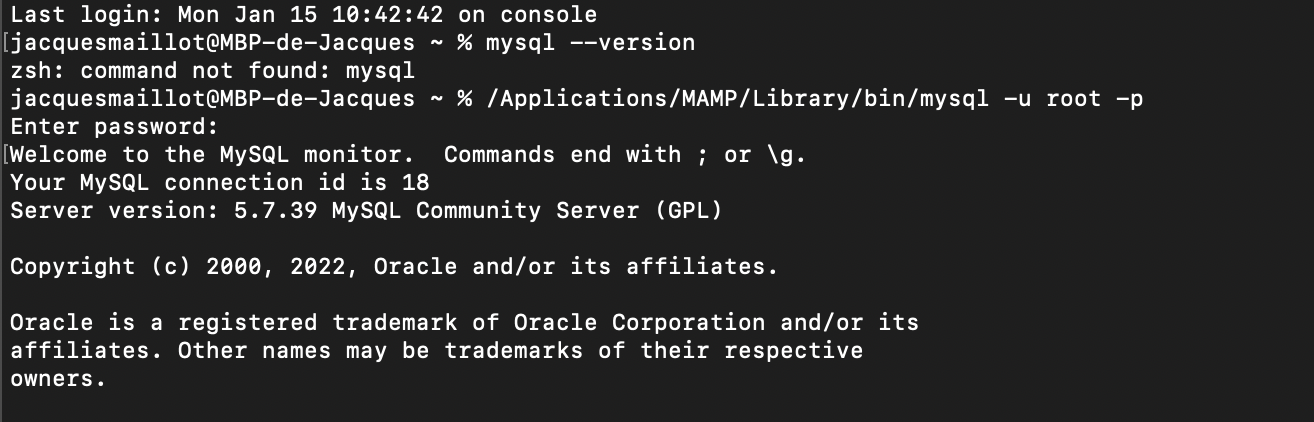 Last login: Mon Jan 15 10:42:42 on console
[jacquesmaillot@MBP-de-Jacques ~ % mysql --version
zsh: command not found: mysql
jacquesmaillot@MBP-de-Jacques ~ % /Applications/MAMP/Library/bin/mysql -u root -p
Enter password:
[Welcome to the MySQL monitor.  Commands end with ; or \g.
Your MySQL connection id is 18
Server version: 5.7.39 MySQL Community Server (GPL)
Copyright (c) 2000, 2022, Oracle and/or its affiliates.
Oracle is a registered trademark of Oracle Corporation and/or its
affiliates. Other names may be trademarks of their respective
owners.